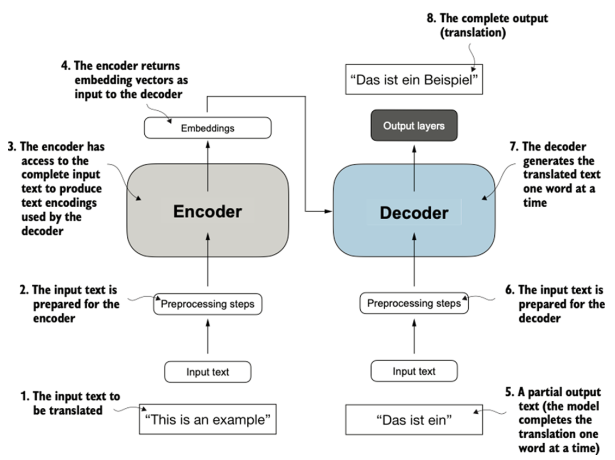 8. The complete output
(translation)
"Das ist ein Beispiel"
4. The encoder returns
embedding vectors as
input to the decoder
Embeddings
Output layers
3. The encoder has
access to the
complete input
text to produce
text encodings
used by the
decoder
Encoder
Decoder
7. The decoder
generates the
translated text
one word at a
time
2. The input text is
prepared for the
encoder
Preprocessing steps
Preprocessing steps
6. The input text is
prepared for the
decoder
Input text
Input text
1. The input text to
be translated
“This is an example”
“Das ist ein”
5. A partial output
text (the model
completes the
translation one
word at a time)